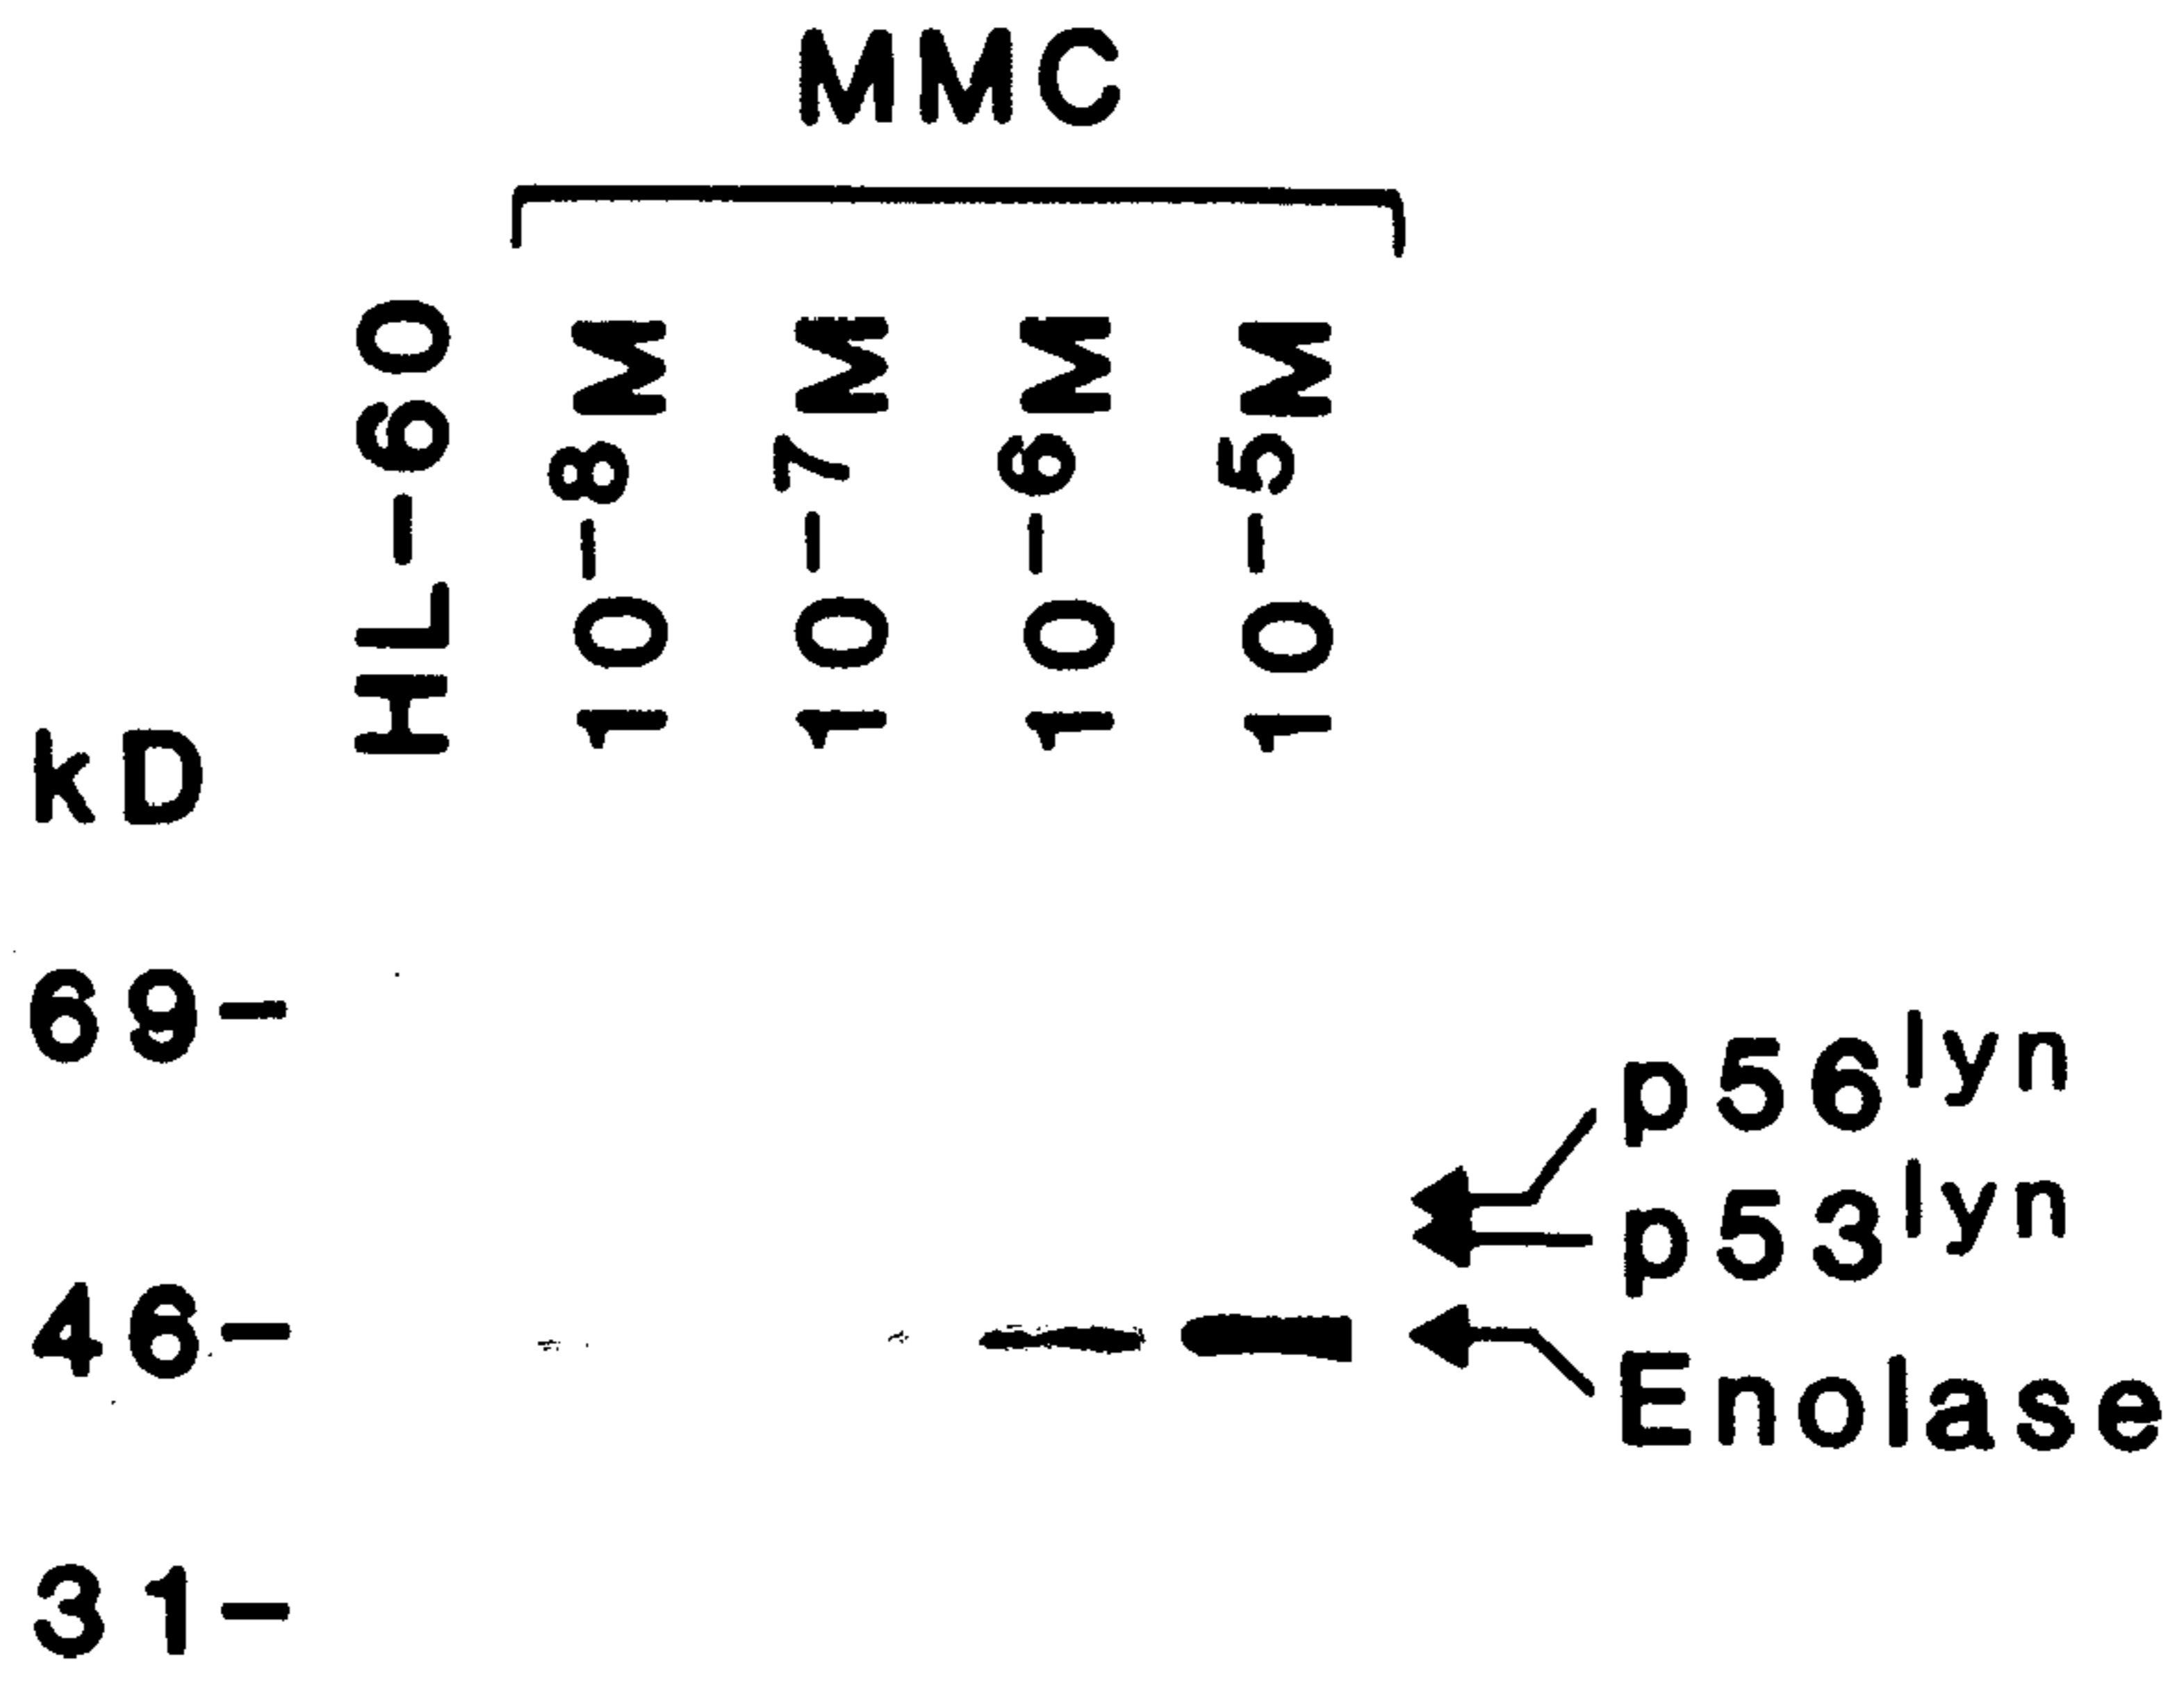 MMC
HL-60
10-8M
10-7M
10-6M
10-5M
kD
69-
46-
31-
p56lyn
p53lyn
Enolase